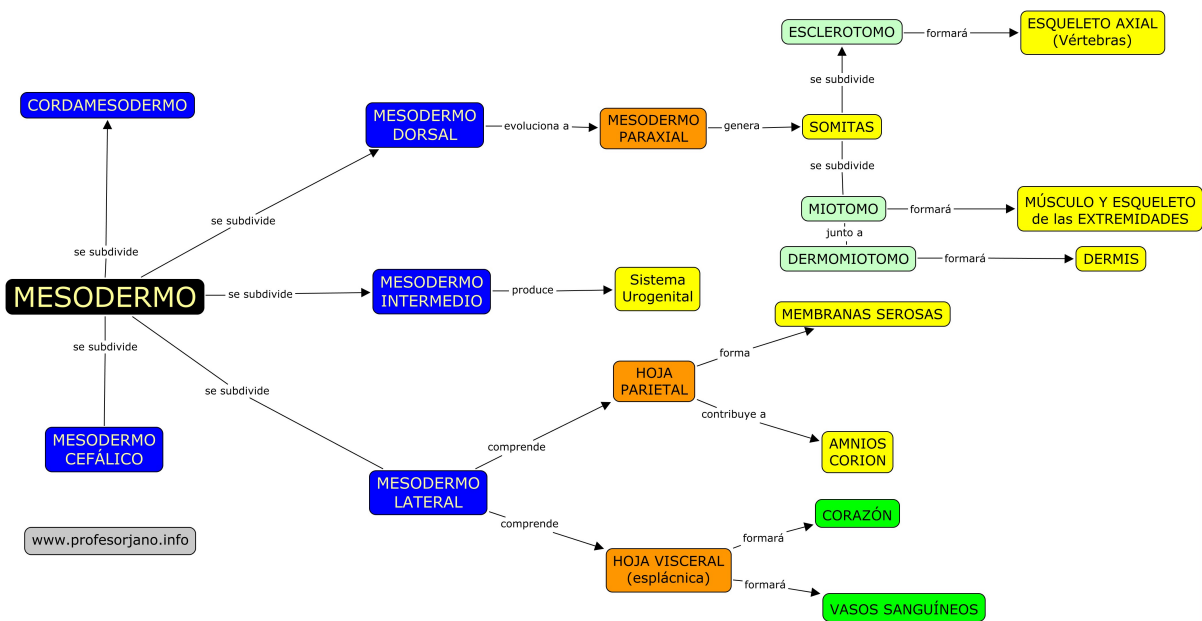 ESCLEROTOMO
formará
ESQUELETO AXIAL
(Vértebras)
se subdivide
CORDAMESODERMO
MESODERMO
DORSAL
evoluciona a
MESODERMO
PARAXIAL
genera
SOMITAS
se subdivide
MIOTOMO
formará
MÚSCULO Y ESQUELETO
de las EXTREMIDADES
junto a
DERMOMIOTOMO
formará
DERMIS
se subdivide
se subdivide
MESODERMO
se subdivide
MESODERMO
INTERMEDIO
produce
Sistema
Urogenital
MEMBRANAS SEROSAS
se subdivide
forma
HOJA
PARIETAL
se subdivide
contribuye a
AMNIOS
CORION
comprende
MESODERMO
CEFÁLICO
MESODERMO
LATERAL
comprende
CORAZÓN
formará
HOJA VISCERAL
(esplácnica)
formará
VASOS SANGUÍNEOS
www.profesorjano.info